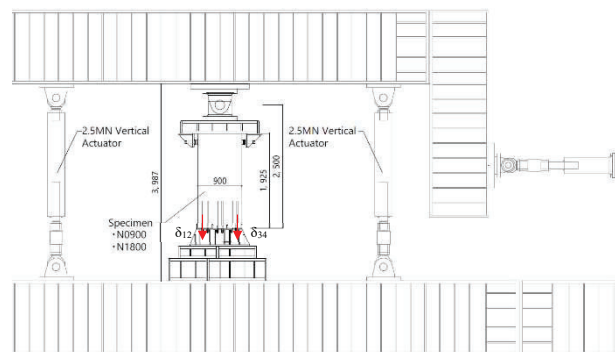 2.5MN Vertical
Actuator
2.5MN Vertical
Actuator
3, 987
900
1, 925
2, 500
Specimen
・N0900
・N1800
δ12
δ34